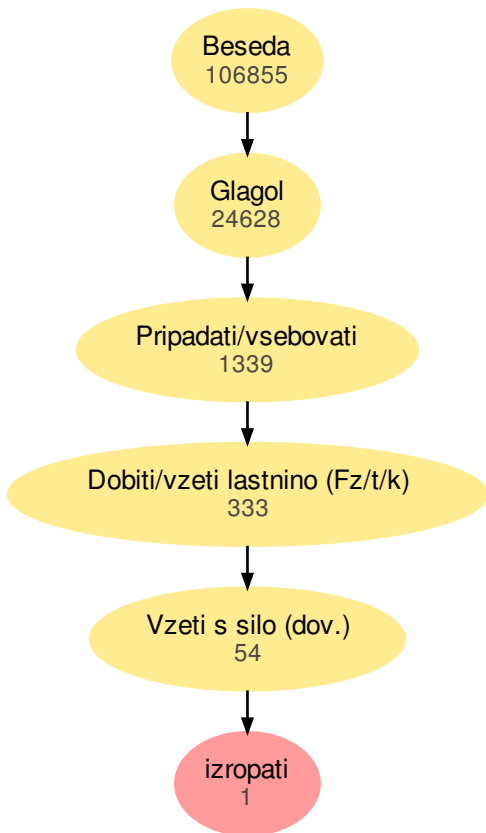 Beseda
106855
Glagol
24628
Pripadati/vsebovati
1339
Dobiti/vzeti lastnino (Fz/t/k)
333
Vzeti s silo (dov.)
54
izropati
1